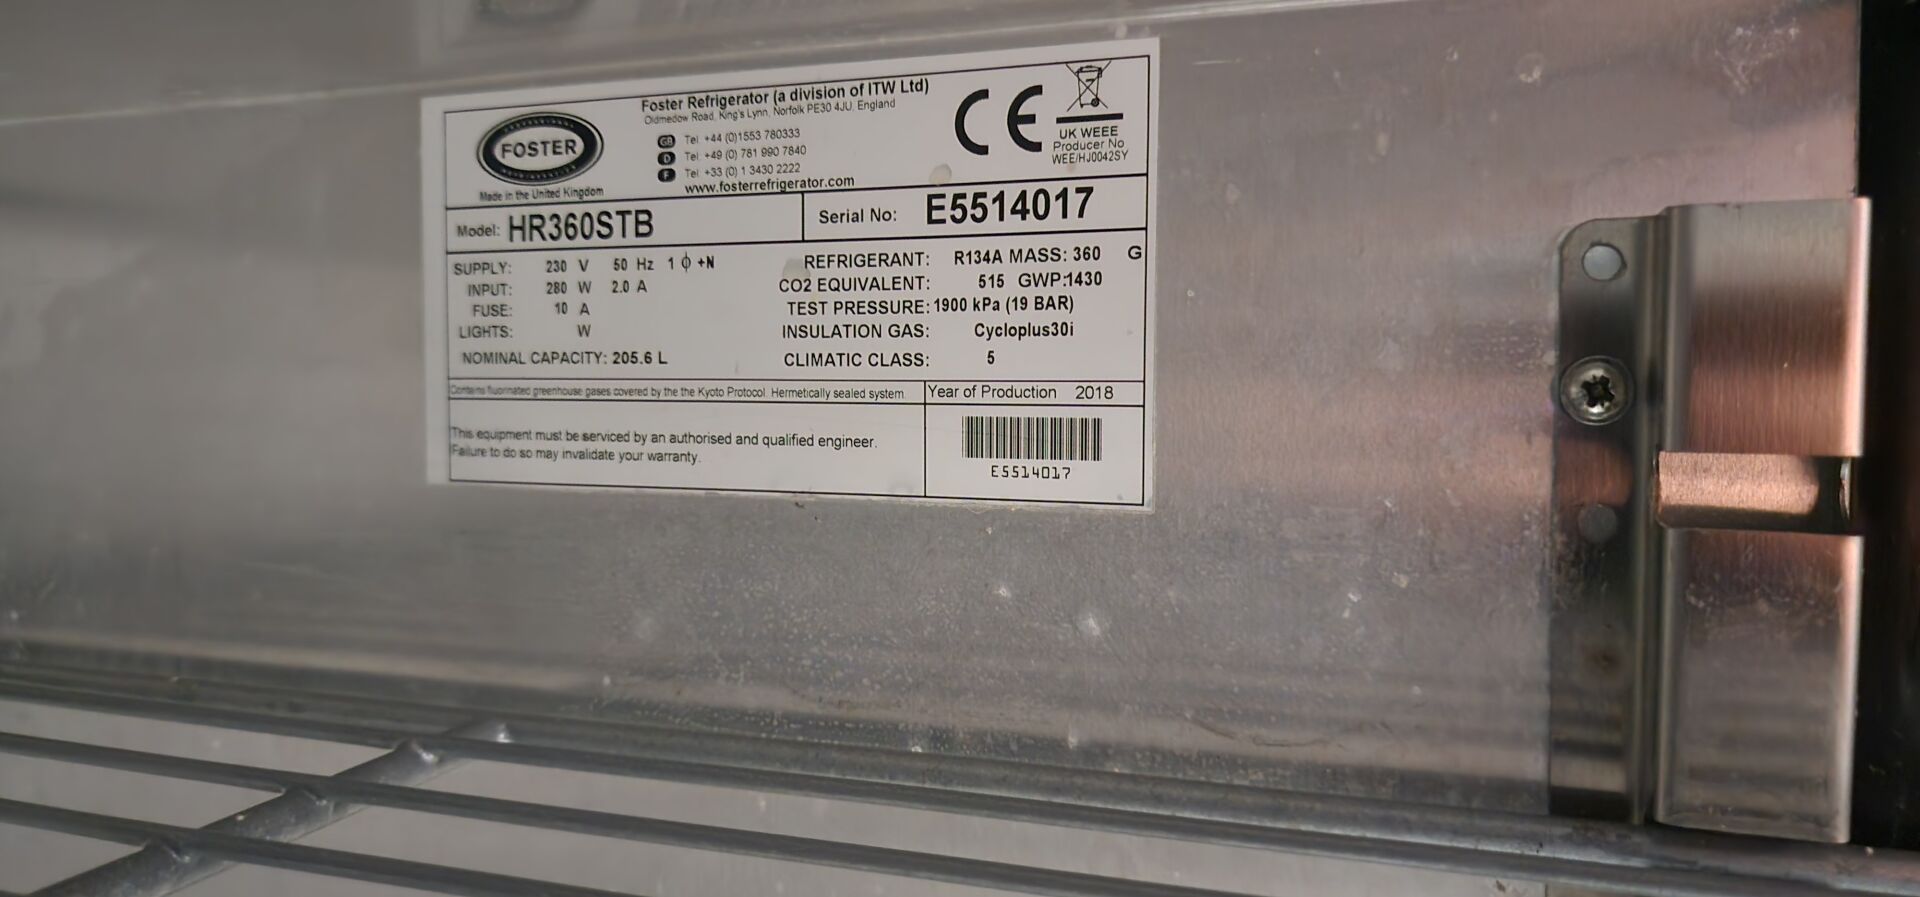 Foster Refrigerator (a division of ITW Ltd)
Oldmedow Road, King's Lynn, Norfolk PE30 4JU, England
FOSTER
Made in the United Kingdom
GB Tel: +44 (0)1553 780333
D Tel: +49 (0) 781 990 7840
F Tel: +33 (0) 1 3430 2222
www.fosterrefrigerator.com
CE
UK WEEE
Producer No
WEE/HJ0042SY
Model: HR360STB
Serial No: E5514017
SUPPLY: 230 V 50 Hz 1 ϕ +N
INPUT: 280 W 2.0 A
FUSE: 10 A
LIGHTS: W
NOMINAL CAPACITY: 205.6 L
REFRIGERANT: R134A MASS: 360 G
CO2 EQUIVALENT: 515 GWP:1430
TEST PRESSURE: 1900 kPa (19 BAR)
INSULATION GAS: Cycloplus30i
CLIMATIC CLASS: 5
Contains fluorinated greenhouse gases covered by the the Kyoto Protocol. Hermetically sealed system.
Year of Production 2018
This equipment must be serviced by an authorised and qualified engineer.
Failure to do so may invalidate your warranty.
E5514017